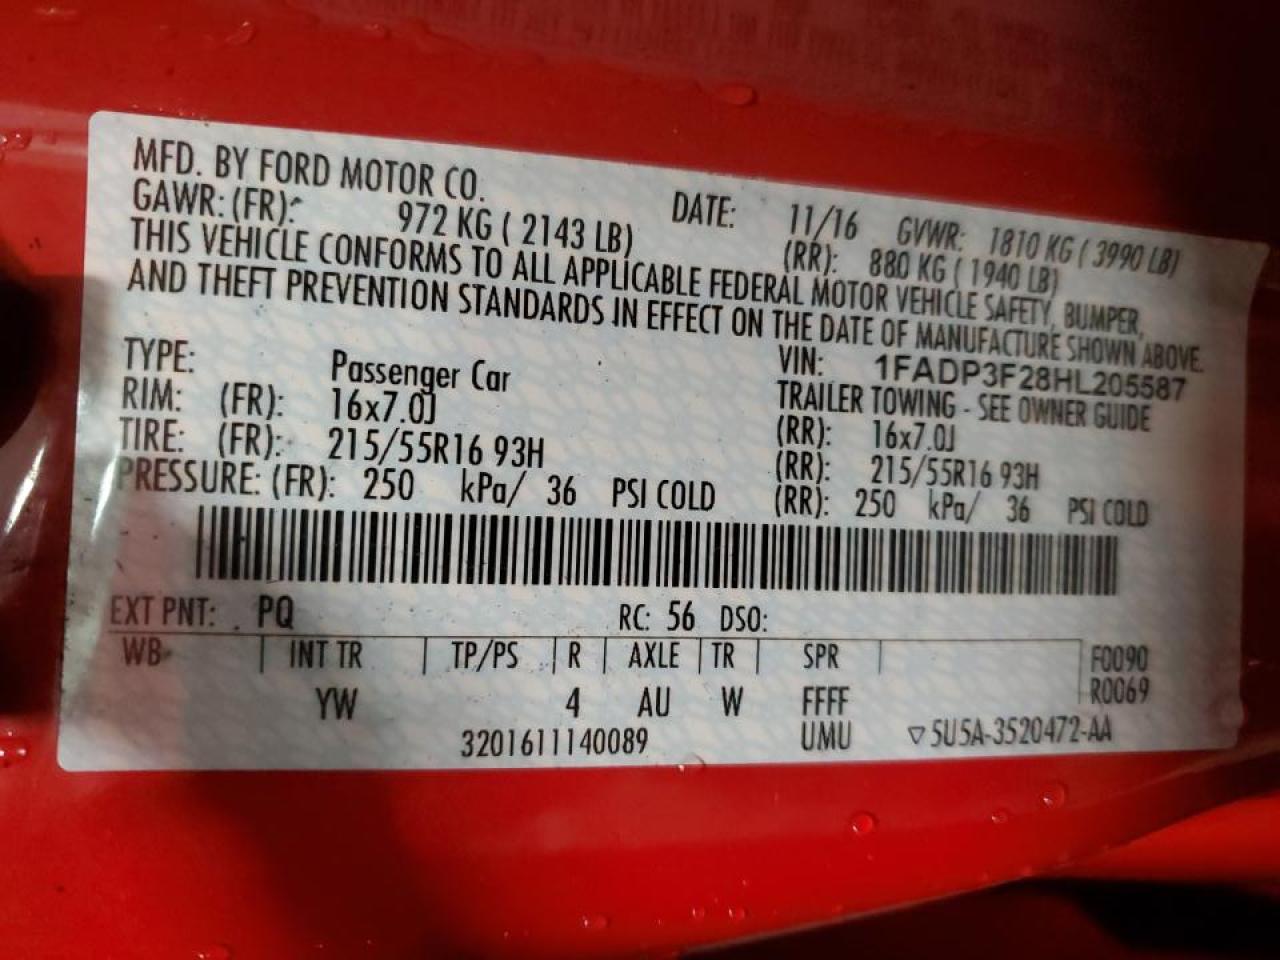 MFD. BY FORD MOTOR CO. DATE: 11/16 GVWR: 1810 KG ( 3990 LB)
GAWR: (FR): 972 KG ( 2143 LB) (RR): 880 KG ( 1940 LB)
THIS VEHICLE CONFORMS TO ALL APPLICABLE FEDERAL MOTOR VEHICLE SAFETY, BUMPER,
AND THEFT PREVENTION STANDARDS IN EFFECT ON THE DATE OF MANUFACTURE SHOWN ABOVE.
VIN: 1FADP3F28HL205587
TYPE: Passenger Car TRAILER TOWING - SEE OWNER GUIDE
RIM: (FR): 16x7.0J (RR): 16x7.0J
TIRE: (FR): 215/55R16 93H (RR): 215/55R16 93H
PRESSURE: (FR): 250 kPa/ 36 PSI COLD (RR): 250 kPa/ 36 PSI COLD
EXT PNT: PQ RC: 56 DSO:
WB INT TR TP/PS R AXLE TR SPR F0090
YW 4 AU W FFFF R0069
3201611140089 UMU ▽5U5A-3520472-AA